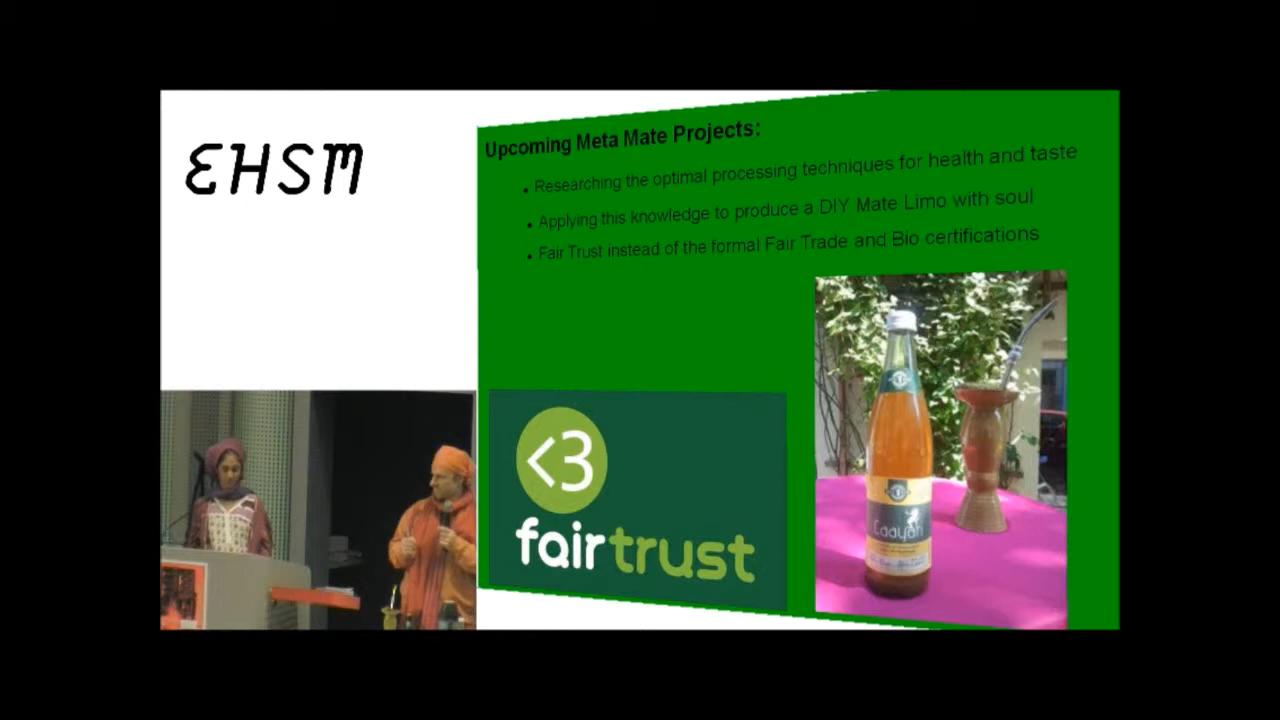 EHSM
Upcoming Meta Mate Projects:
Researching the optimal processing techniques for health and taste
Applying this knowledge to produce a DIY Mate Limo with soul
Fair Trust instead of the formal Fair Trade and Bio certifications
<3
fairtrust
Caayari